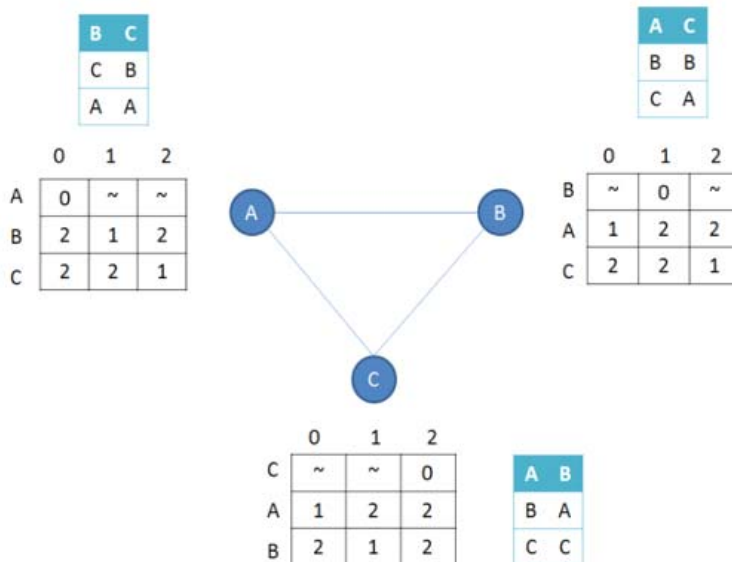 B C
C B
A A
A C
B B
C A
0 1 2
A 0 ~ ~
B 2 1 2
C 2 2 1
0 1 2
B ~ 0 ~
A 1 2 2
C 2 2 1
A
B
C
0 1 2
C ~ ~ 0
A 1 2 2
B 2 1 2
A B
B A
C C